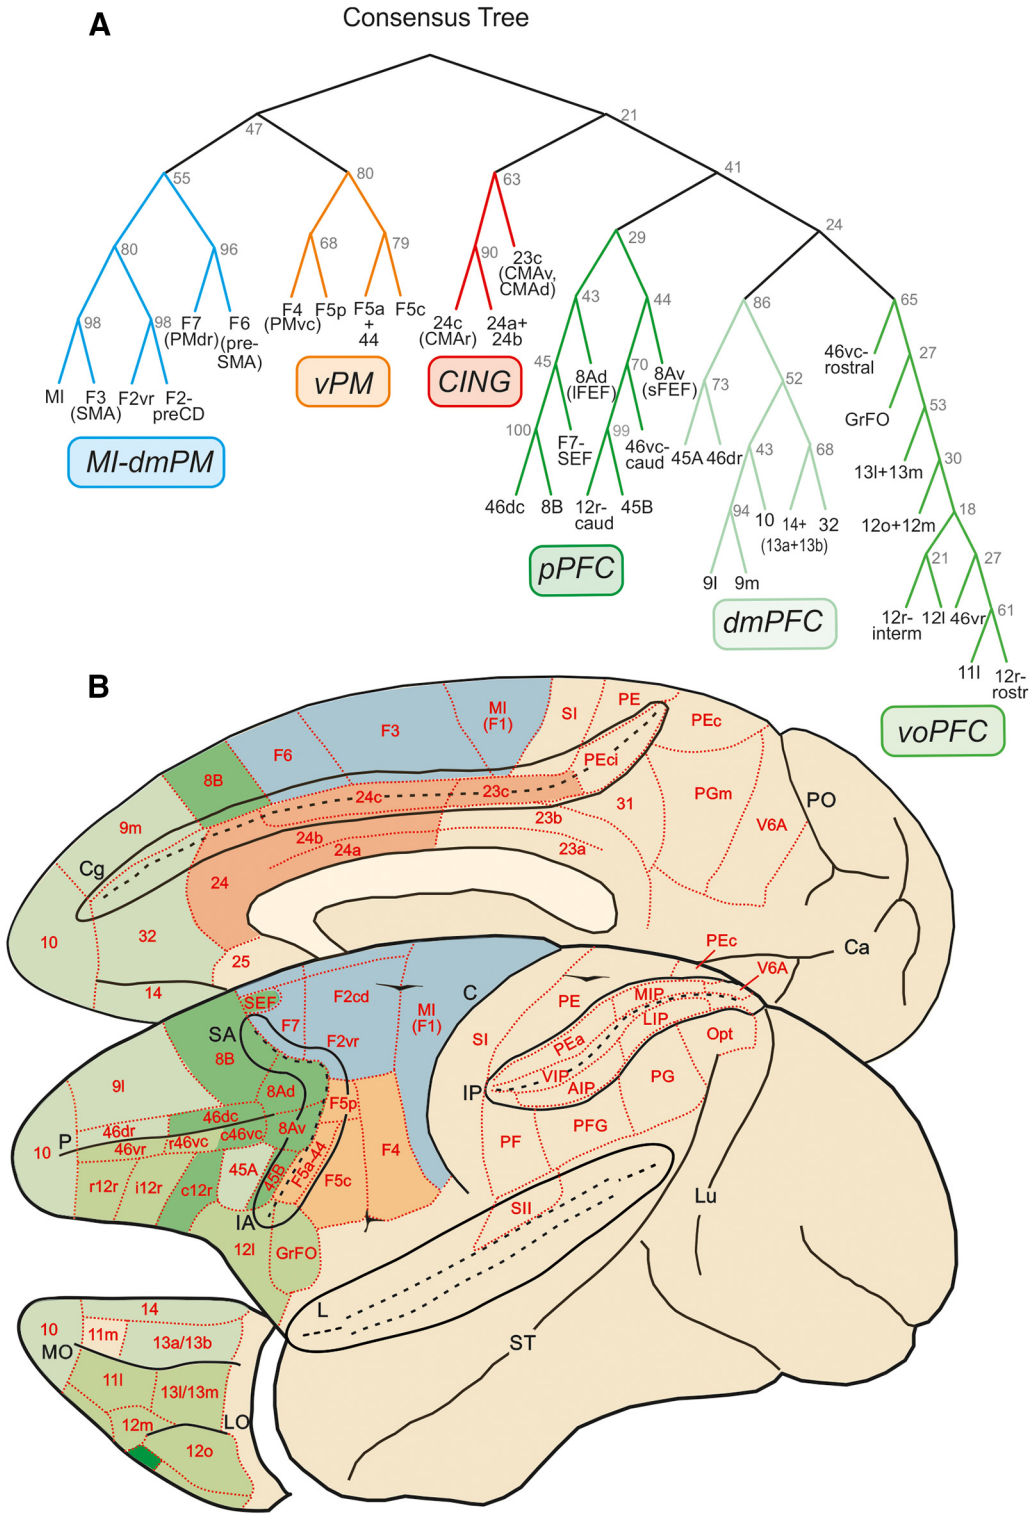 A
Consensus Tree
47
21
55
80
63
41
80
96
68
79
90
23c
(CMAv,
CMAd)
29
24
98
98
F7
(PMdr)
F6
(pre-
SMA)
F4
(PMvc)
F5p
F5a
+
44
F5c
24c
(CMAr)
24a+
24b
43
44
86
65
MI
F3
(SMA)
F2vr
F2-
preCD
vPM
CING
45
8Ad
(lFEF)
70
8Av
(sFEF)
73
52
46vc-
rostral
27
MI-dmPM
100
F7-
SEF
99
46vc-
caud
45A
46dr
43
68
GrFO
53
46dc
8B
12r-
caud
45B
94
10
14+
(13a+13b)
32
13l+13m
30
12o+12m
18
pPFC
9l
9m
21
27
dmPFC
12r-
interm
12l
46vr
61
11l
12r-
rostr
voPFC
B
8B
F6
F3
MI
(F1)
SI
PE
PEc
PEci
9m
24c
23c
31
PGm
PO
V6A
23b
24b
24a
23a
Cg
24
10
32
25
14
PEc
Ca
V6A
SEF
F2cd
C
PE
MIP
SA
F7
MI
(F1)
LIP
Opt
8B
F2vr
SI
PEa
9l
8Ad
F5p
IP
VIP
AIP
PG
46dc
46dr
8Av
P
46vr
r46vc
c46vc
PF
PFG
10
45A
45B
F5a-44
F4
r12r
i12r
c12r
F5c
Lu
IA
SII
12l
GrFO
L
14
10
11m
13a/13b
MO
ST
11l
13l/13m
12m
LO
12o